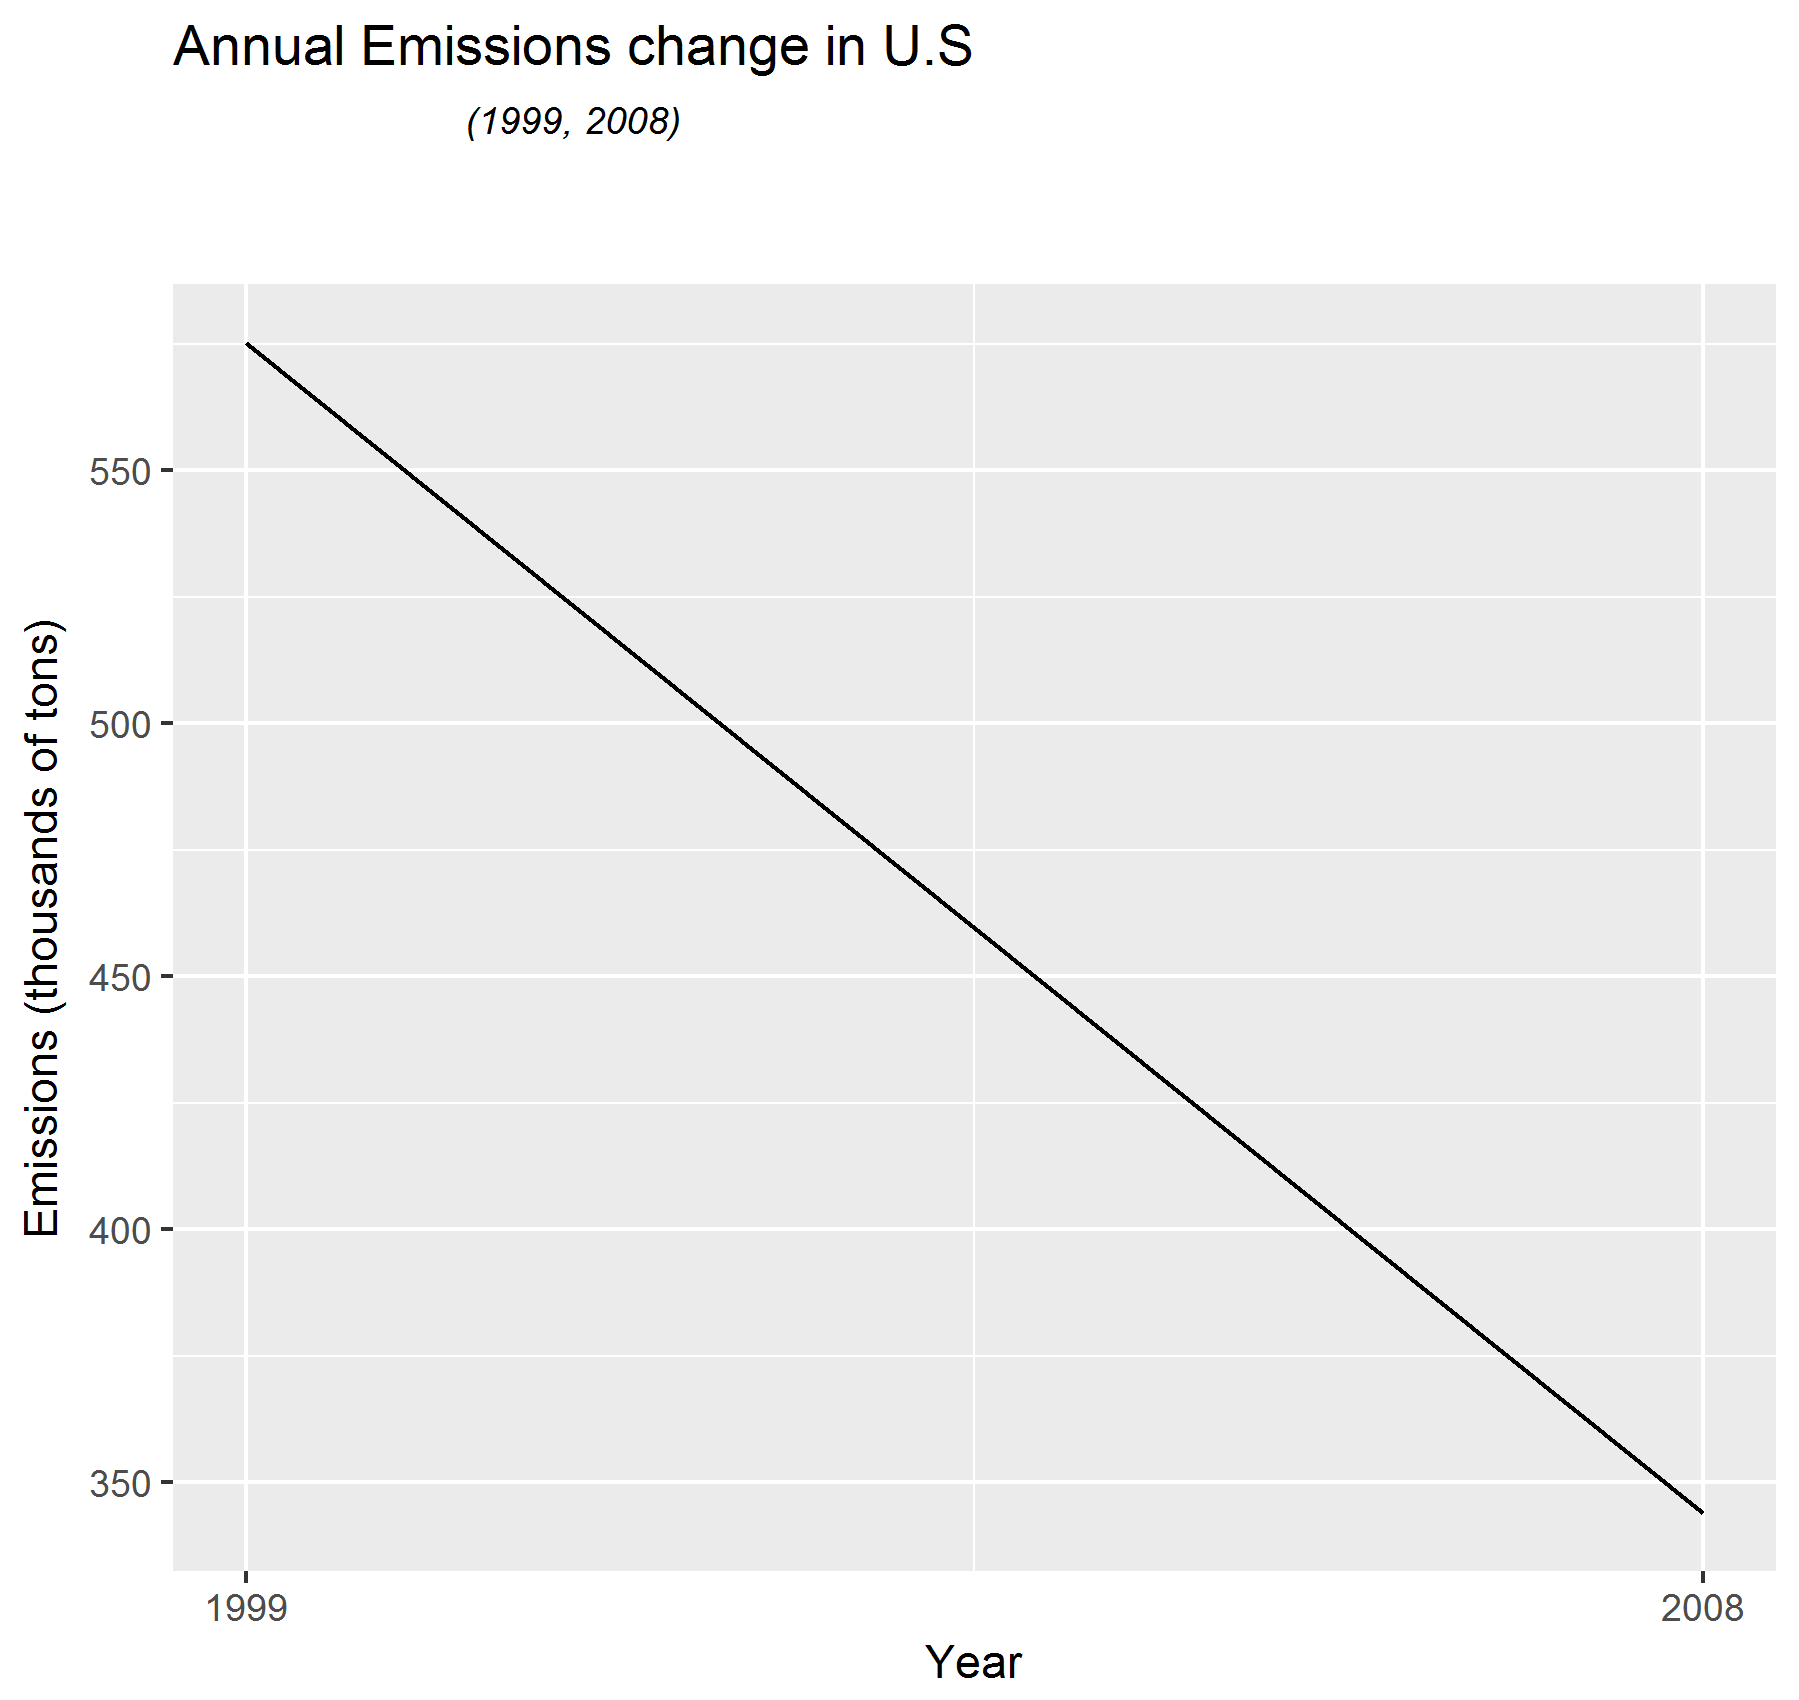 Annual Emissions change in U.S
(1999, 2008)
Emissions (thousands of tons)
550
500
450
400
350
1999
2008
Year